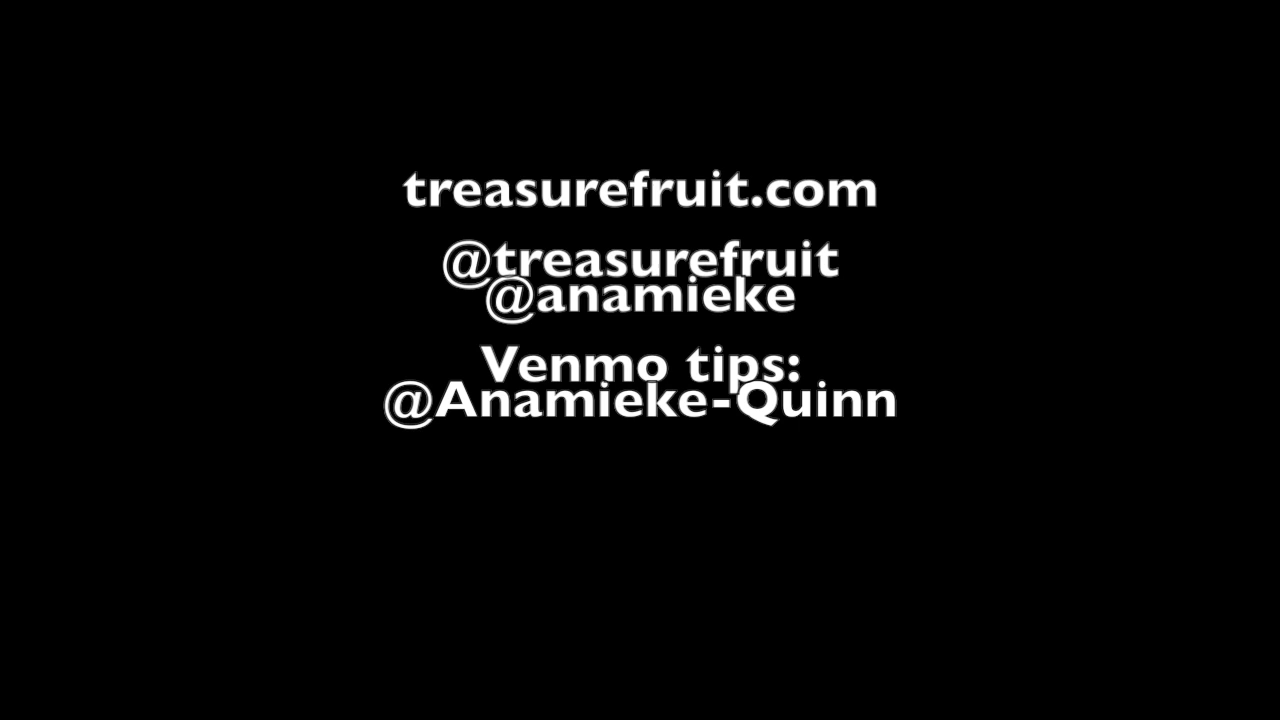 treasurefruit.com
@treasurefruit
@anamieke
Venmo tips:
@Anamieke-Quinn